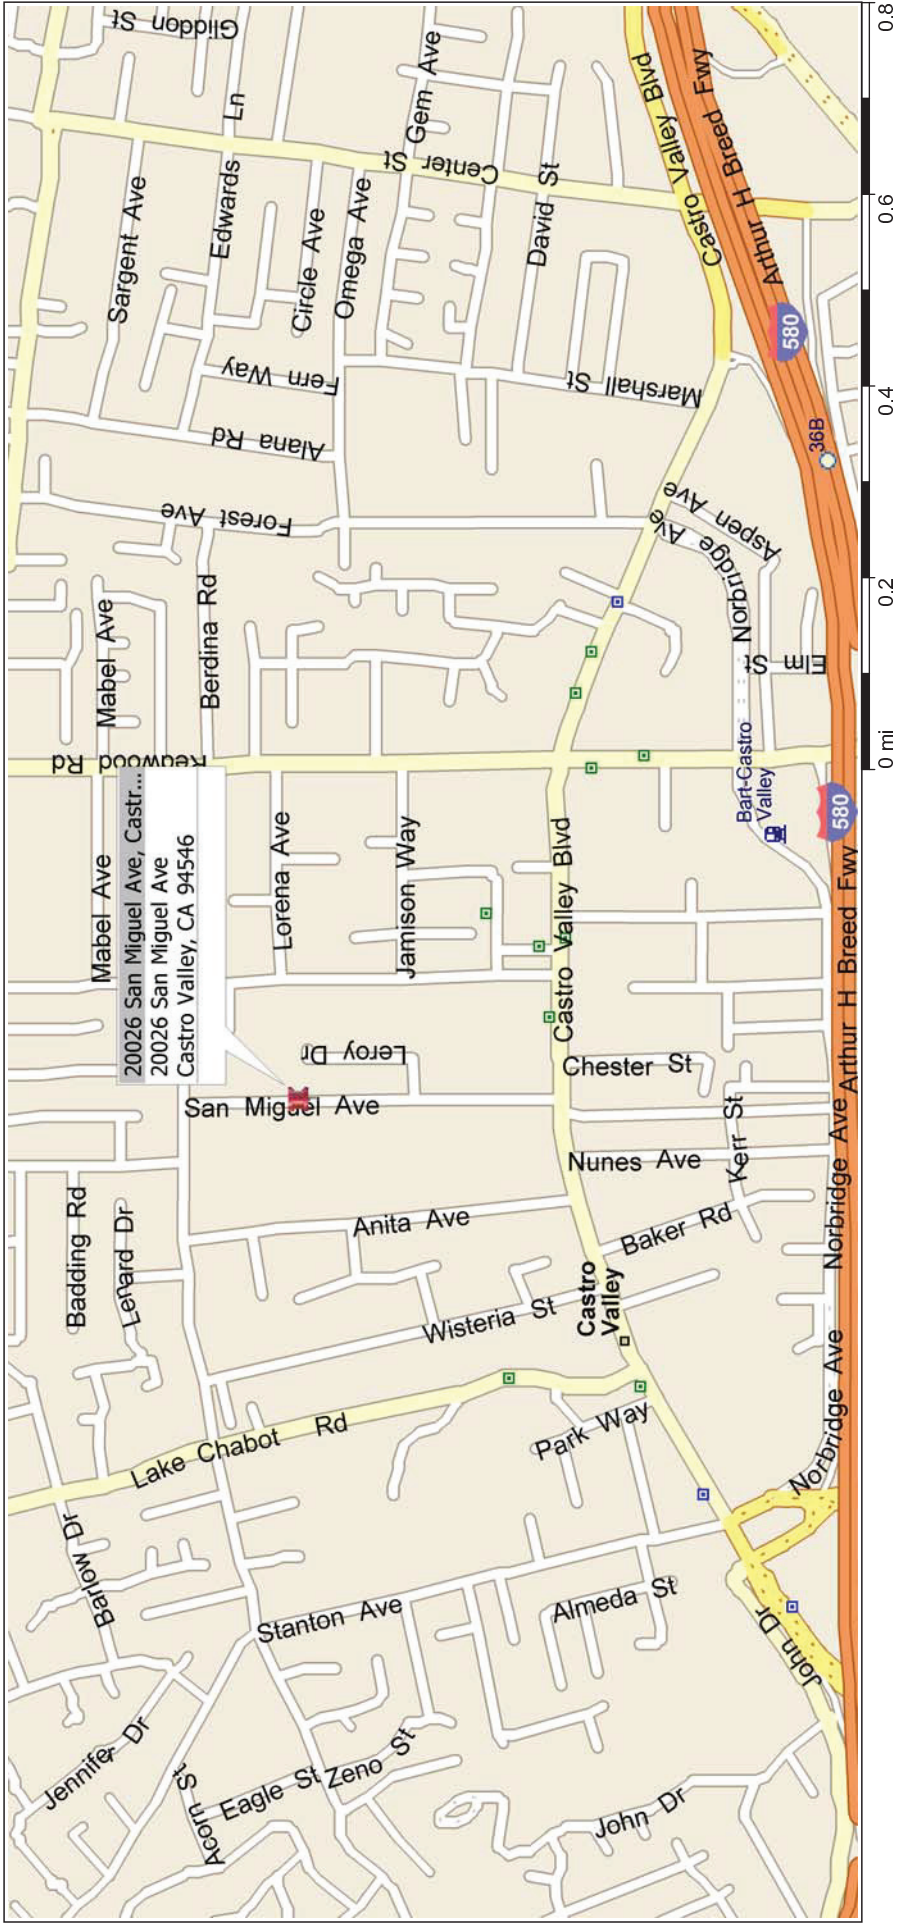 Gliddon St
Ln
Gem Ave
Castro Valley Blvd
Arthur H Breed Fwy
Center St
David St
Sargent Ave
Edwards
Circle Ave
Omega Ave
Fern Way
Marshall St
580
36B
Alana Rd
Forest Ave
Aspen Ave
Norbridge Ave
Mabel Ave
Berdina Rd
Elm St
Redwood Rd
Bart-Castro
Valley
580
20026 San Miguel Ave, Castr...
20026 San Miguel Ave
Castro Valley, CA 94546
Mabel Ave
Lorena Ave
Jamison Way
Castro Valley Blvd
Arthur H Breed Fwy
Leroy Dr
San Miguel Ave
Chester St
Kerr St
Nunes Ave
Norbridge Ave
Anita Ave
Baker Rd
Badding Rd
Lenard Dr
Wisteria St
Castro
Valley
Lake Chabot Rd
Park Way
Norbridge Ave
Barlow Dr
Stanton Ave
Almeda St
John Dr
Jennifer Dr
Acorn St
Eagle St
Zeno St
John Dr
0 mi
0.2
0.4
0.6
0.8